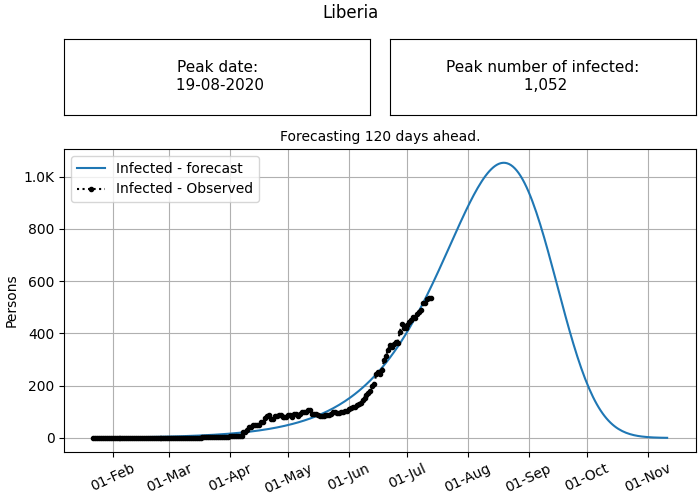 Liberia
Peak date:
19-08-2020
Peak number of infected:
1,052
Forecasting 120 days ahead.
Infected - forecast
Infected - Observed
1.0K
800
600
400
200
0
Persons
01-Feb
01-Mar
01-Apr
01-May
01-Jun
01-Jul
01-Aug
01-Sep
01-Oct
01-Nov